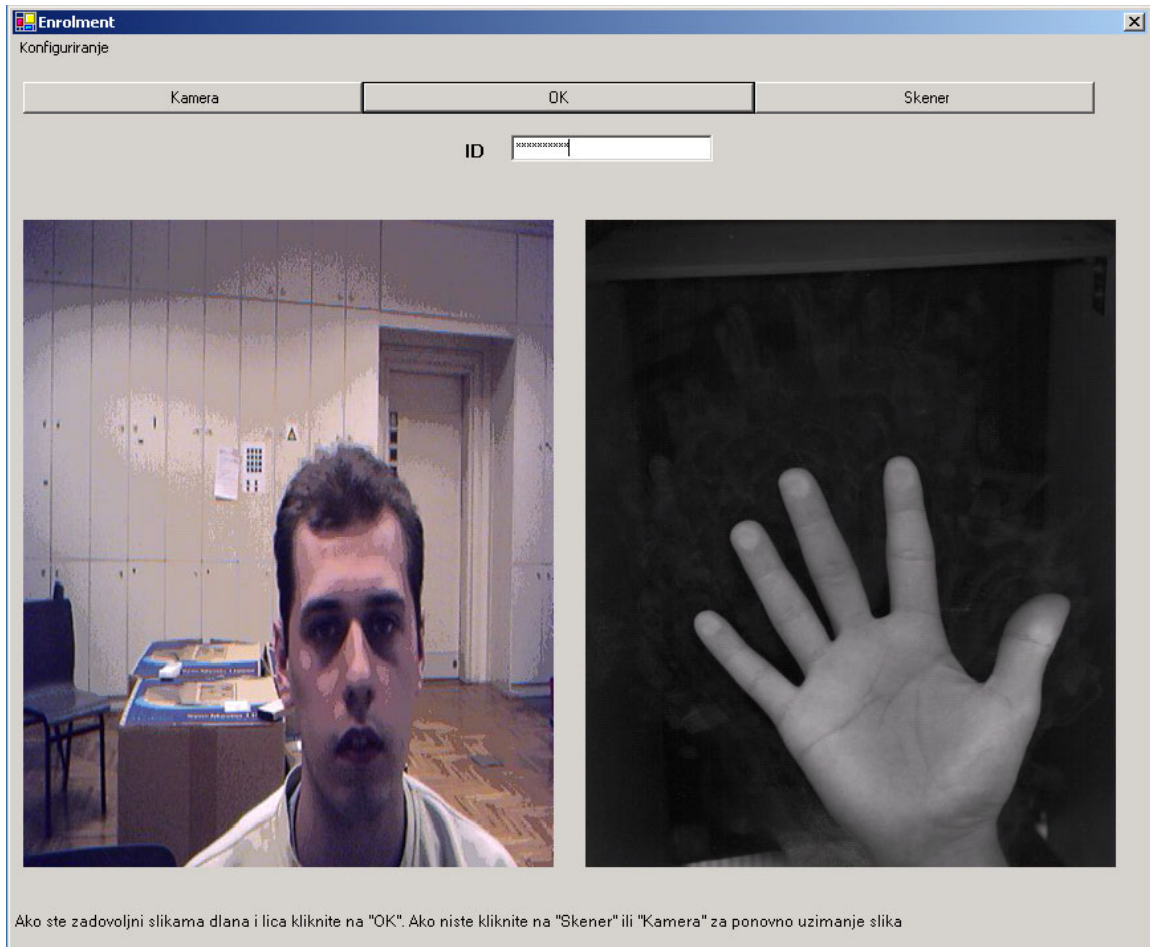 Enrolment
Konfiguriranje
Kamera OK Skener
ID **********
Ako ste zadovoljni slikama dlana i lica kliknite na "OK". Ako niste kliknite na "Skener" ili "Kamera" za ponovno uzimanje slika